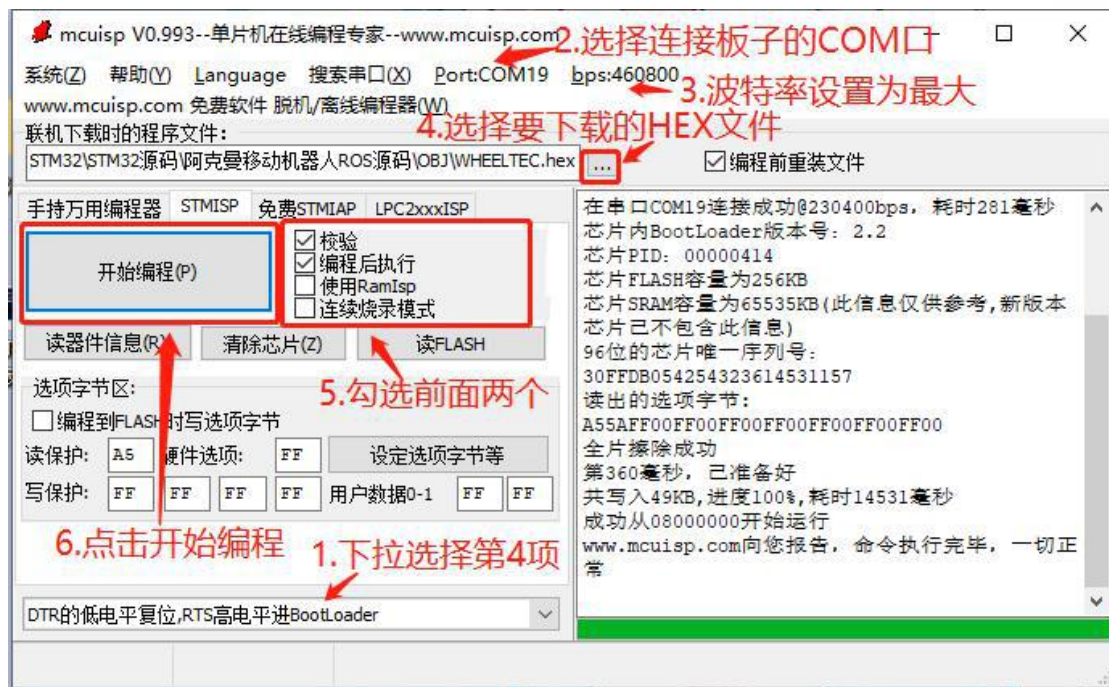 mcuisp V0.993--单片机在线编程专家--www.mcuisp.com
2.选择连接板子的COM口
系统(Z) 帮助(Y) Language 搜索串口(X) Port:COM19 bps:460800
3.波特率设置为最大
www.mcuisp.com 免费软件 脱机/离线编程器(W)
4.选择要下载的HEX文件
联机下载时的程序文件:
STM32\STM32源码\阿克曼移动机器人ROS源码\OBJ\WHEELTEC.hex
...
编程前重装文件
手持万用编程器 STMISP 免费STMIAP LPC2xxxISP
开始编程(P)
校验
编程后执行
使用RamIsp
连续烧录模式
读器件信息(R) 清除芯片(Z) 读FLASH
5.勾选前面两个
选项字节区:
编程到FLASH时写选项字节
读保护: A5 硬件选项: FF 设定选项字节等
写保护: FF FF FF FF 用户数据0-1 FF FF
6.点击开始编程
1.下拉选择第4项
DTR的低电平复位,RTS高电平进BootLoader
在串口COM19连接成功@230400bps, 耗时281毫秒
芯片内BootLoader版本号: 2.2
芯片PID: 00000414
芯片FLASH容量为256KB
芯片SRAM容量为65535KB(此信息仅供参考,新版本
芯片已不包含此信息)
96位的芯片唯一序列号:
30FFDB054254323614531157
读出的选项字节:
A55AFF00FF00FF00FF00FF00FF00FF00
全片擦除成功
第360毫秒, 已准备好
共写入49KB,进度100%,耗时14531毫秒
成功从08000000开始运行
www.mcuisp.com向您报告, 命令执行完毕, 一切正
常